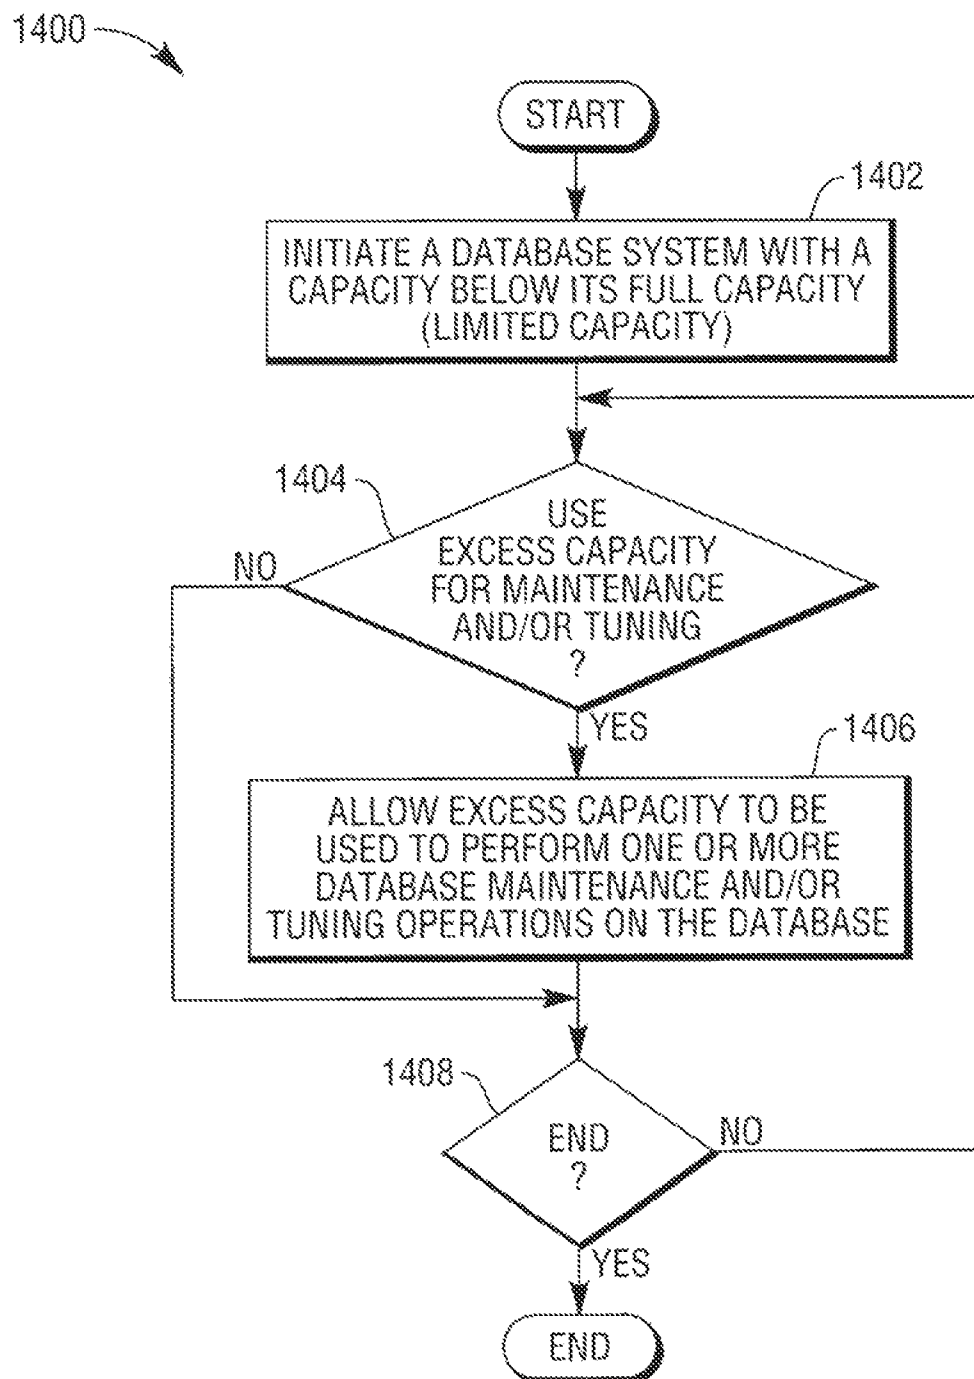 1400
START
1402
INITIATE A DATABASE SYSTEM WITH A
CAPACITY BELOW ITS FULL CAPACITY
(LIMITED CAPACITY)
1404
USE
EXCESS CAPACITY
FOR MAINTENANCE
AND/OR TUNING
?
NO
YES
1406
ALLOW EXCESS CAPACITY TO BE
USED TO PERFORM ONE OR MORE
DATABASE MAINTENANCE AND/OR
TUNING OPERATIONS ON THE DATABASE
1408
END
?
NO
YES
END